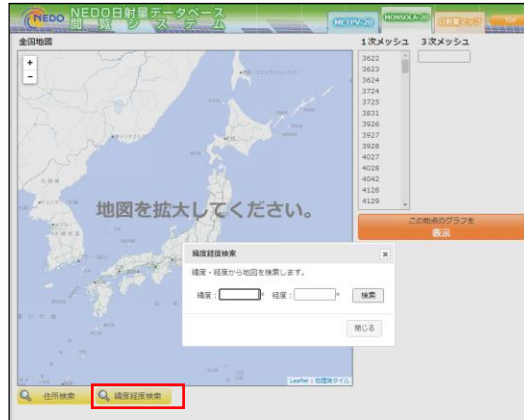 NEDO
NEDO日射量データベース
閲覧システム
METPV-20
MONSOLA-20
TOP
全国地図
1次メッシュ 3次メッシュ
+
-
3622
3623
3624
3724
3725
3831
3926
3927
3928
4027
4028
4042
4128
4129
地図を拡大してください。
この地点のグラフを
表示
緯度経度検索
緯度・経度から地図を検索します。
緯度： ° 経度： ° 検索
閉じる
Leaflet | 地理院タイル
住所検索 緯度経度検索